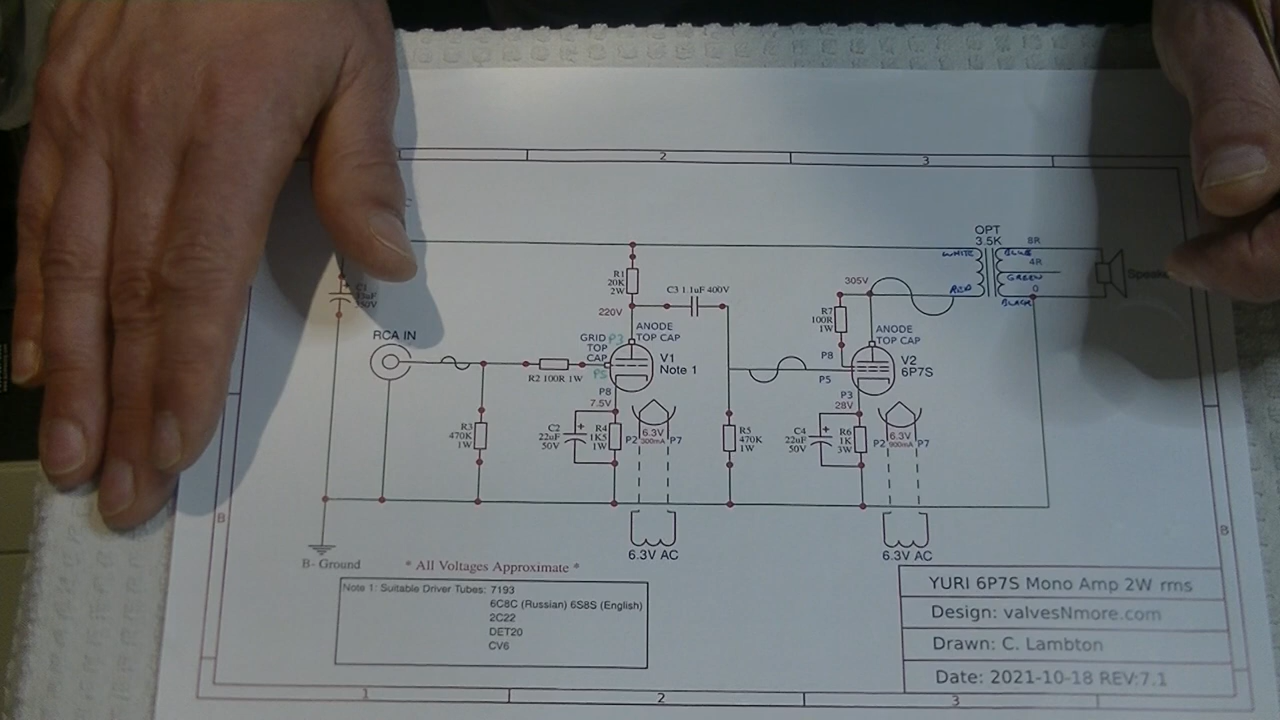 2
3
OPT
3.5K
WHITE
BLUE
8R
4R
GREEN
0
RED
BLACK
R1
20K
2W
C3 1.1uF 400V
305V
C1
220V
R7
100R
1W
RCA IN
GRID
TOP
CAP
P3
P5
ANODE
TOP CAP
ANODE
TOP CAP
V1
Note 1
P8
V2
6P7S
R2 100R 1W
P5
P8
7.5V
P3
28V
R3
470K
1W
C2
22uF
50V
R4
1K5
1W
P2
6.3V
300mA
P7
R5
470K
1W
C4
22uF
50V
R6
1K
3W
P2
6.3V
900mA
P7
B
B
6.3V AC
6.3V AC
B- Ground
* All Voltages Approximate *
Note 1: Suitable Driver Tubes: 7193
6C8C (Russian) 6S8S (English)
2C22
DET20
CV6
YURI 6P7S Mono Amp 2W rms
Design: valvesNmore.com
Drawn: C. Lambton
Date: 2021-10-18 REV:7.1
1
2
3